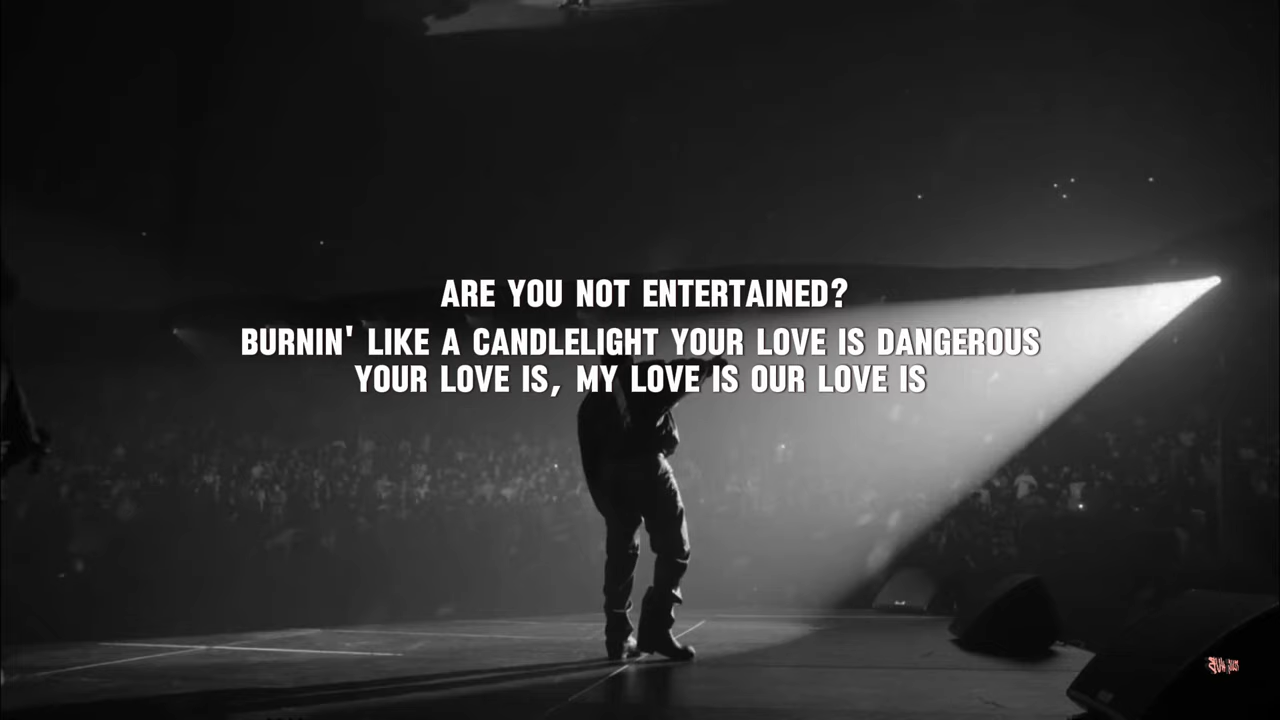 ARE YOU NOT ENTERTAINED?
BURNIN' LIKE A CANDLELIGHT YOUR LOVE IS DANGEROUS
YOUR LOVE IS, MY LOVE IS OUR LOVE IS